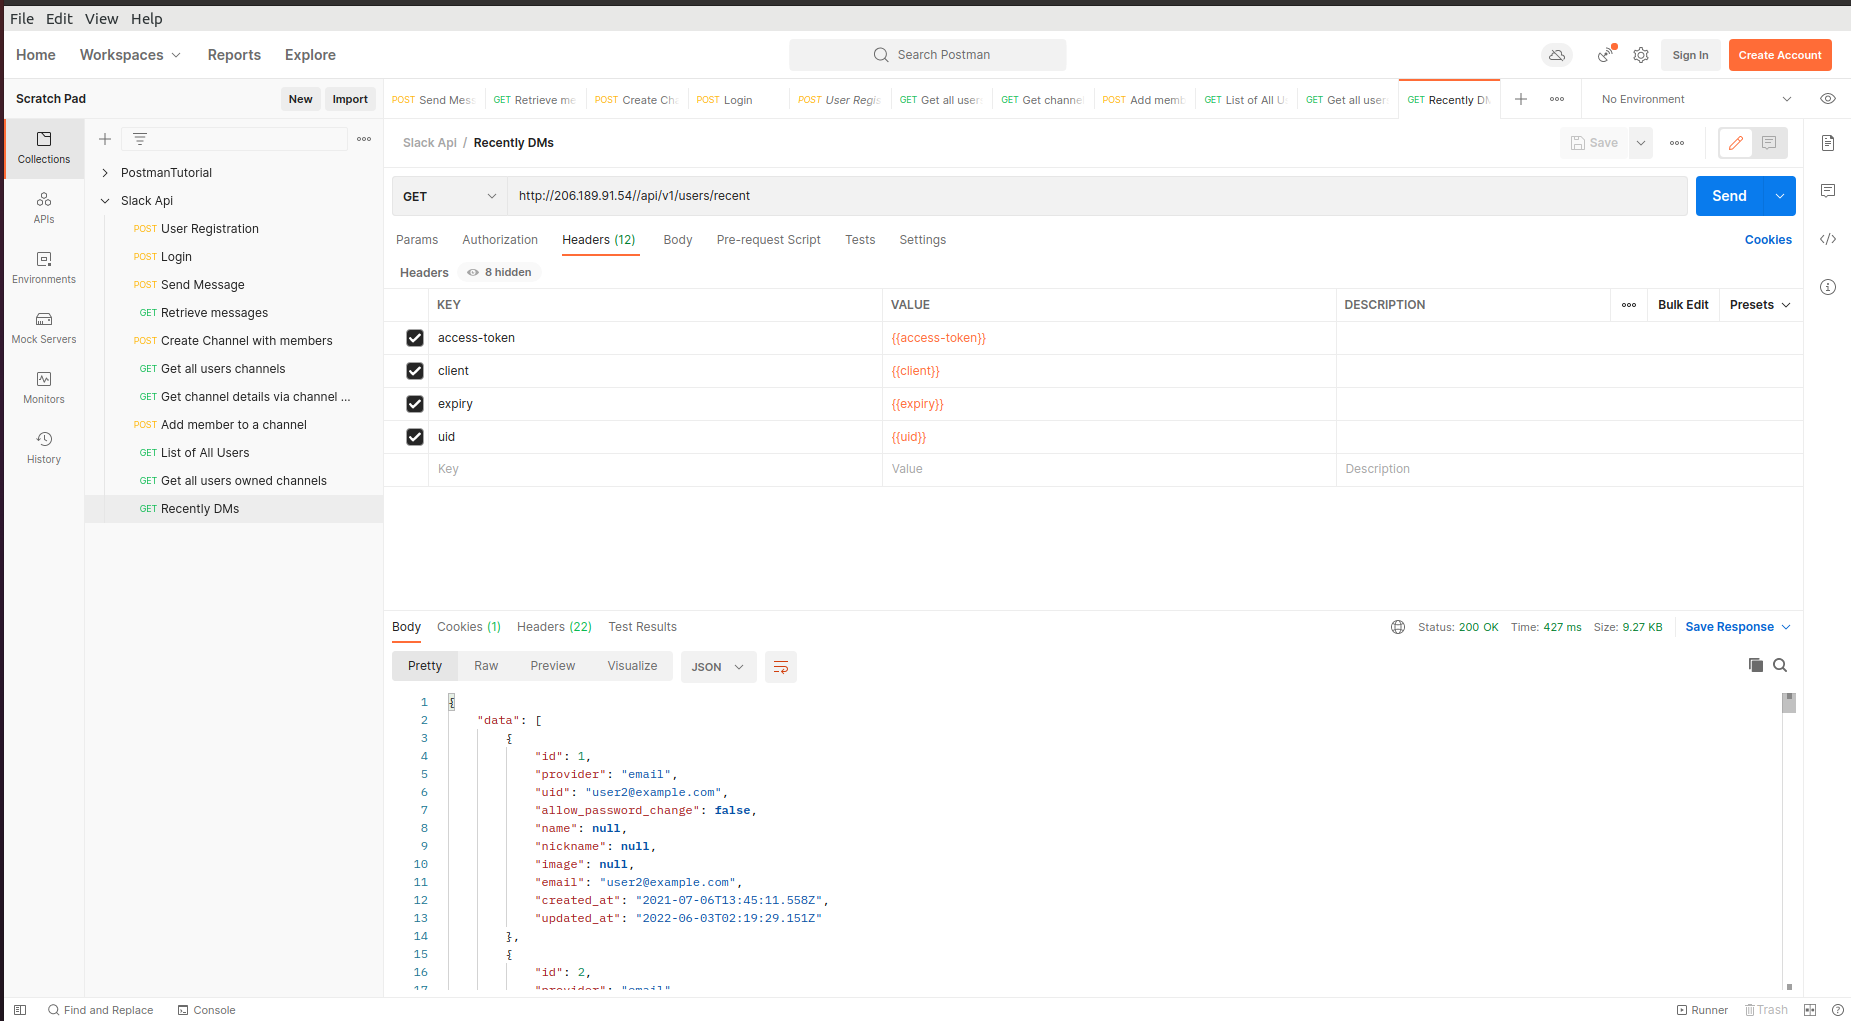 File Edit View Help
Home Workspaces Reports Explore Search Postman Sign In Create Account
Scratch Pad New Import
POST Send Mes GET Retrieve me POST Create Ch POST Login POST User Regis GET Get all user GET Get channe POST Add memb GET List of All U GET Get all user GET Recently DM No Environment
Collections
APIs
Environments
Mock Servers
Monitors
History
PostmanTutorial
Slack Api
POST User Registration
POST Login
POST Send Message
GET Retrieve messages
POST Create Channel with members
GET Get all users channels
GET Get channel details via channel ...
POST Add member to a channel
GET List of All Users
GET Get all users owned channels
GET Recently DMs
Slack Api / Recently DMs Save
GET http://206.189.91.54//api/v1/users/recent Send
Params Authorization Headers (12) Body Pre-request Script Tests Settings Cookies
Headers 8 hidden
KEY VALUE DESCRIPTION Bulk Edit Presets
access-token {{access-token}}
client {{client}}
expiry {{expiry}}
uid {{uid}}
Key Value Description
Body Cookies (1) Headers (22) Test Results Status: 200 OK Time: 427 ms Size: 9.27 KB Save Response
Pretty Raw Preview Visualize JSON
1 {
2 "data": [
3 {
4 "id": 1,
5 "provider": "email",
6 "uid": "user2@example.com",
7 "allow_password_change": false,
8 "name": null,
9 "nickname": null,
10 "image": null,
11 "email": "user2@example.com",
12 "created_at": "2021-07-06T13:45:11.558Z",
13 "updated_at": "2022-06-03T02:19:29.151Z"
14 },
15 {
16 "id": 2,
17 "provider": "email"
Find and Replace Console Runner Trash